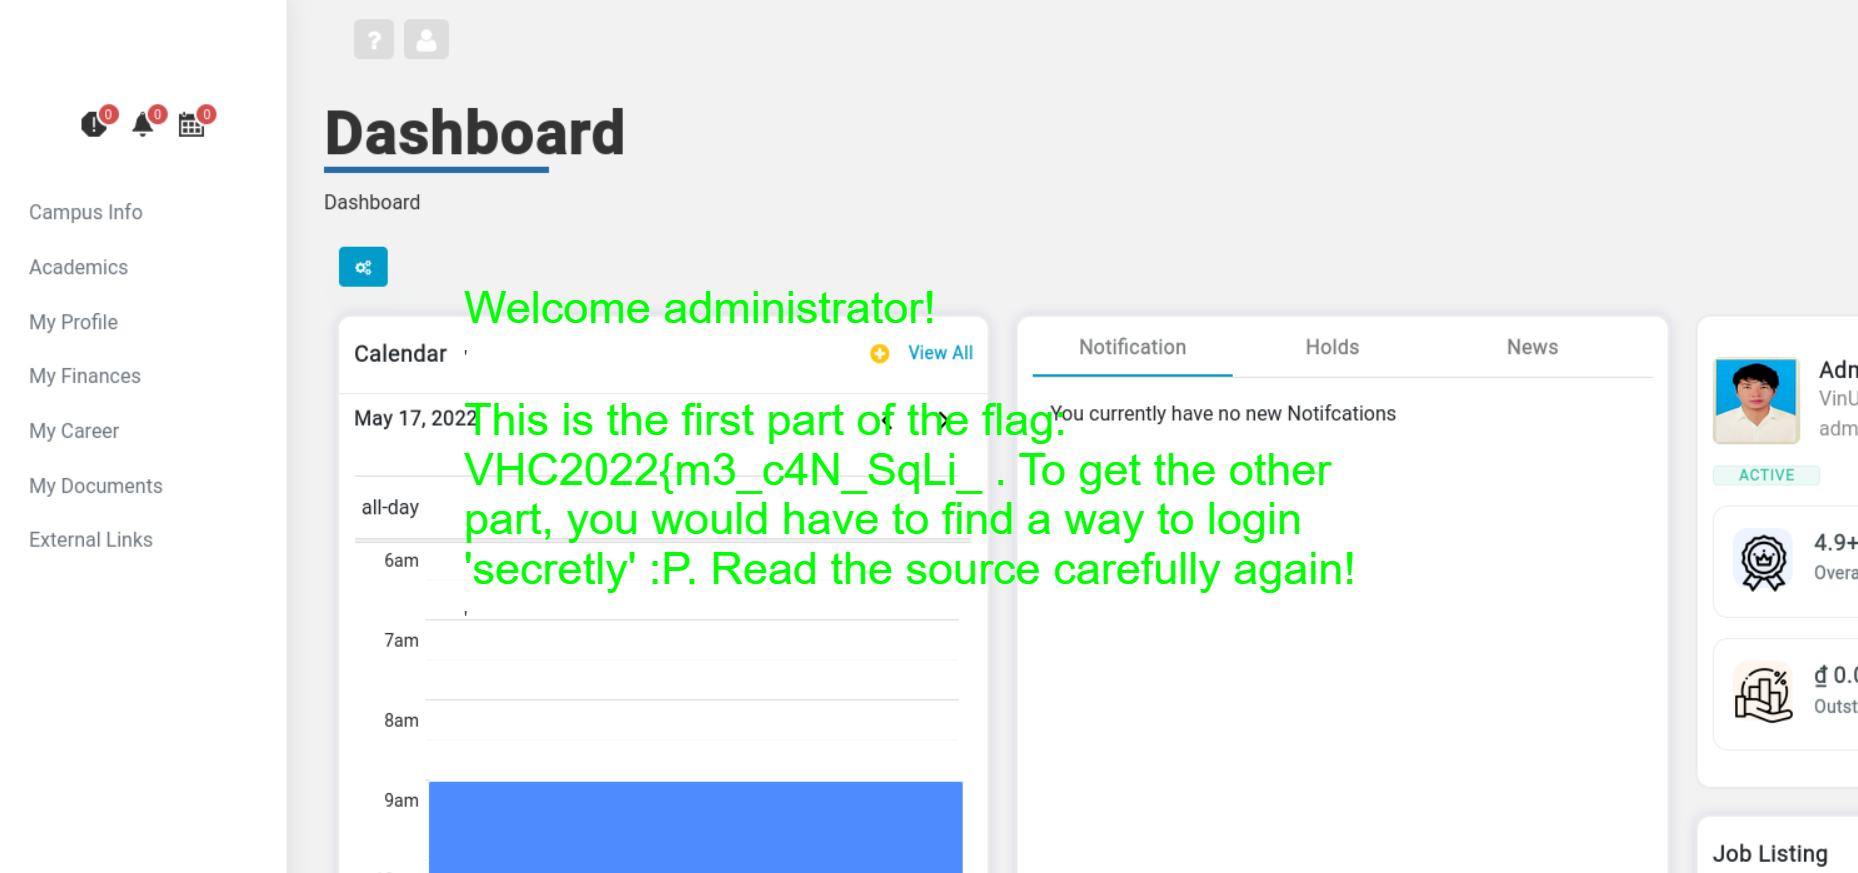 ?
0
0
0
Dashboard
Campus Info
Dashboard
Academics
My Profile
My Finances
My Career
My Documents
External Links
Welcome administrator!
Calendar
'
View All
May 17, 2022
This is the first part of the flag:
VHC2022{m3_c4N_SqLi_ . To get the other
part, you would have to find a way to login
'secretly' :P. Read the source carefully again!
'
all-day
6am
7am
8am
9am
Notification
Holds
News
You currently have no new Notifcations
Adm
VinU
adm
ACTIVE
4.9+
Overa
₫ 0.0
Outst
Job Listing